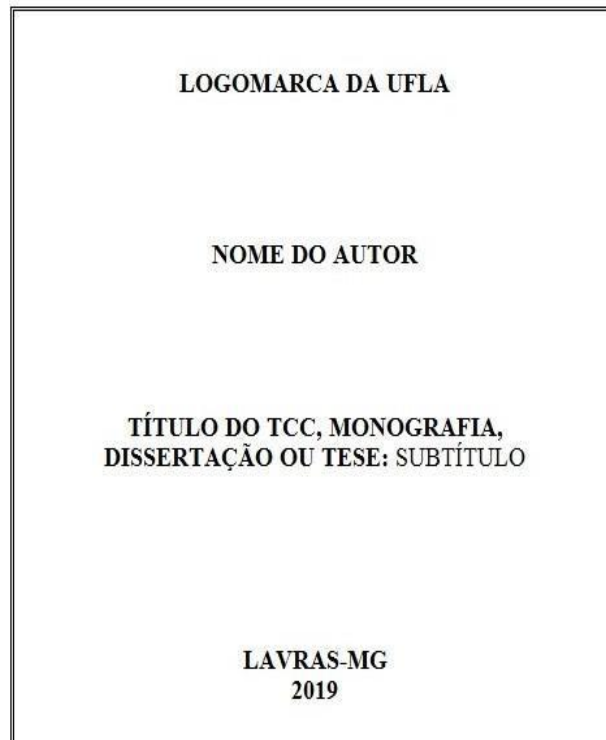 LOGOMARCA DA UFLA
NOME DO AUTOR
TÍTULO DO TCC, MONOGRAFIA,
DISSERTAÇÃO OU TESE: SUBTÍTULO
LAVRAS-MG
2019